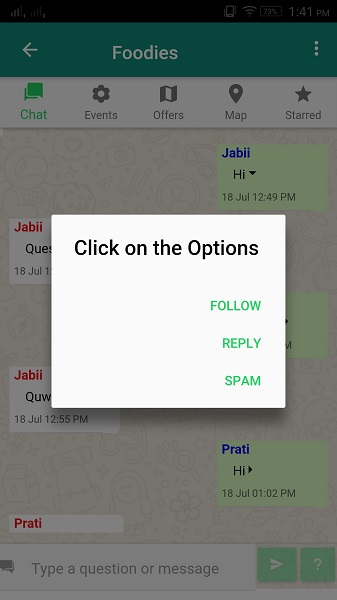 73% 1:41 PM
Foodies
Chat Events Offers Map Starred
Jabii
Hi
18 Jul 12:49 PM
Jabii
18 Jul
Click on the Options
FOLLOW
REPLY
SPAM
M
Jabii
Quw
18 Jul 12:55 PM
Prati
Hi
18 Jul 01:02 PM
Prati
Type a question or message
?